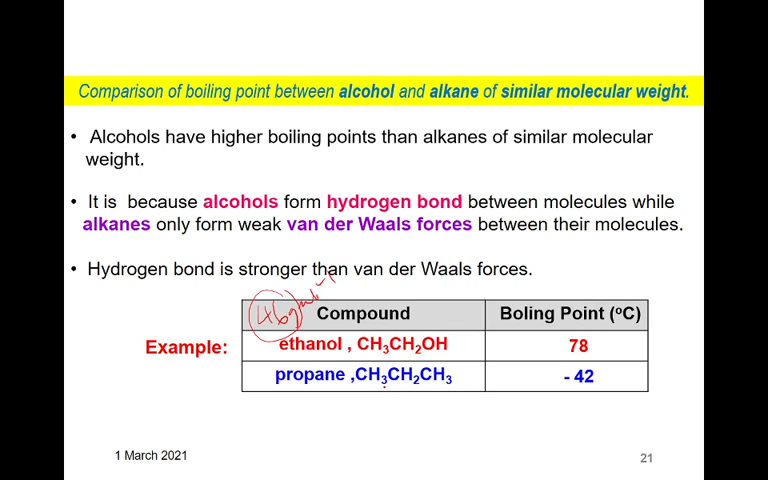 Comparison of boiling point between alcohol and alkane of similar molecular weight.
• Alcohols have higher boiling points than alkanes of similar molecular
weight.
• It is because alcohols form hydrogen bond between molecules while
alkanes only form weak van der Waals forces between their molecules.
• Hydrogen bond is stronger than van der Waals forces.
46 gmol⁻¹
Compound Boling Point (ºC)
Example: ethanol , CH₃CH₂OH 78
propane ,CH₃CH₂CH₃ - 42
1 March 2021 21